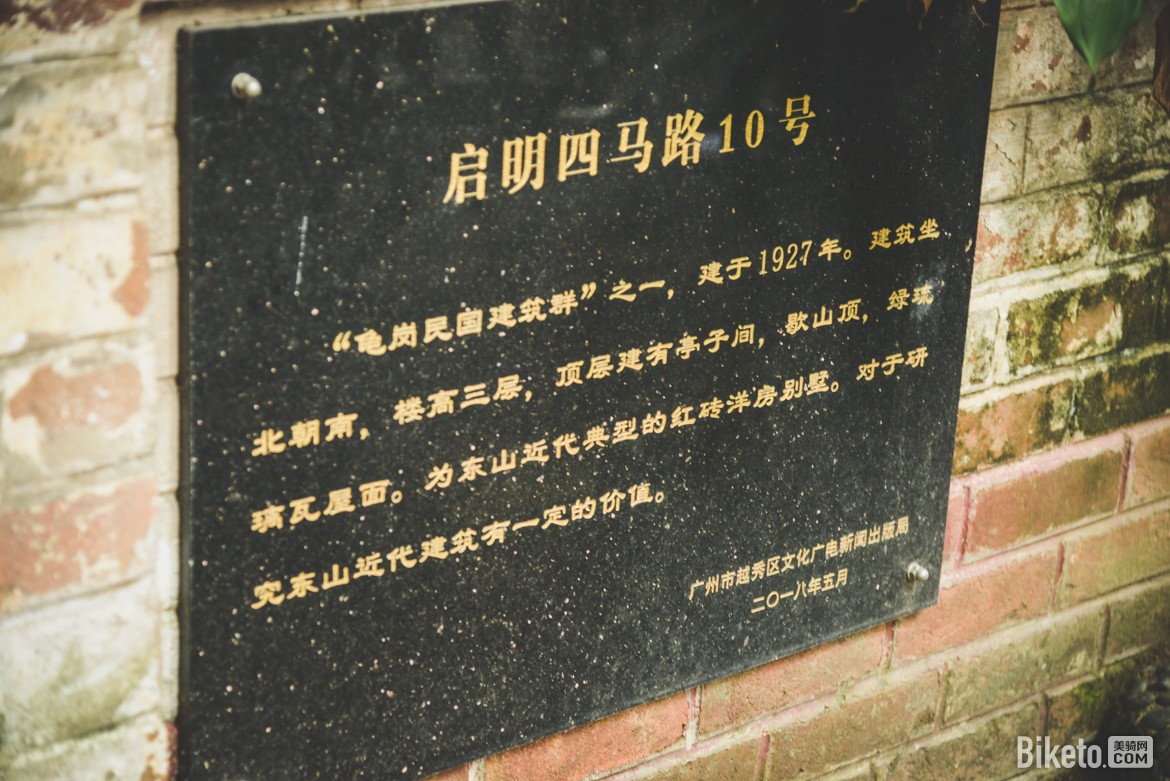 启明四马路10号
“龟岗民国建筑群”之一，建于1927年。建筑坐
北朝南，楼高三层，顶层建有亭子间，歇山顶，绿琉
璃瓦屋面。为东山近代典型的红砖洋房别墅。对于研
究东山近代建筑有一定的价值。
广州市越秀区文化广电新闻出版局
二〇一八年五月
Biketo 美骑网 .COM